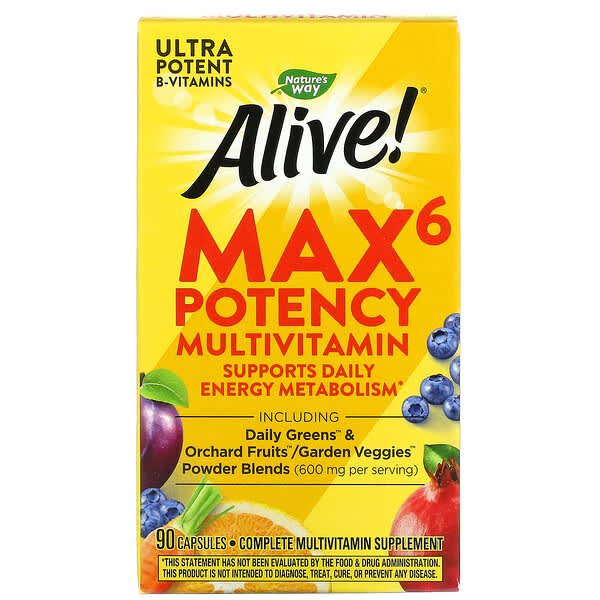 MULTIVITAMIN
ULTRA
POTENT
B-VITAMINS
Nature's
Way
Alive!®
MAX6
POTENCY
MULTIVITAMIN
SUPPORTS DAILY
ENERGY METABOLISM*
INCLUDING
Daily Greens™ &
Orchard Fruits™/Garden Veggies™
Powder Blends (600 mg per serving)
90 CAPSULES • COMPLETE MULTIVITAMIN SUPPLEMENT
*THIS STATEMENT HAS NOT BEEN EVALUATED BY THE FOOD & DRUG ADMINISTRATION.
THIS PRODUCT IS NOT INTENDED TO DIAGNOSE, TREAT, CURE, OR PREVENT ANY DISEASE.